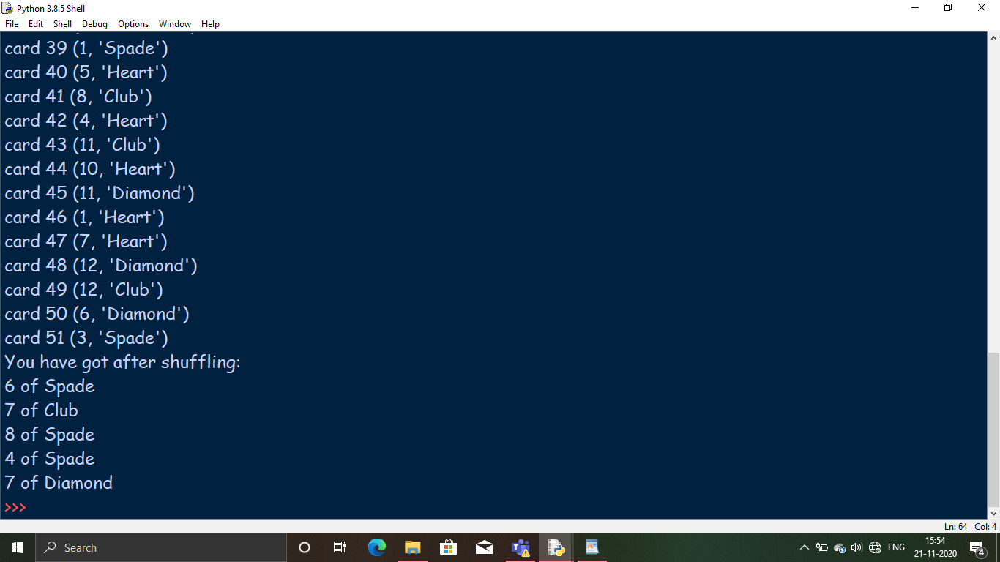 Python 3.8.5 Shell
File Edit Shell Debug Options Window Help
card 39 (1, 'Spade')
card 40 (5, 'Heart')
card 41 (8, 'Club')
card 42 (4, 'Heart')
card 43 (11, 'Club')
card 44 (10, 'Heart')
card 45 (11, 'Diamond')
card 46 (1, 'Heart')
card 47 (7, 'Heart')
card 48 (12, 'Diamond')
card 49 (12, 'Club')
card 50 (6, 'Diamond')
card 51 (3, 'Spade')
You have got after shuffling:
6 of Spade
7 of Club
8 of Spade
4 of Spade
7 of Diamond
>>>
Ln: 64 Col: 4
Search
ENG
15:54
21-11-2020
4